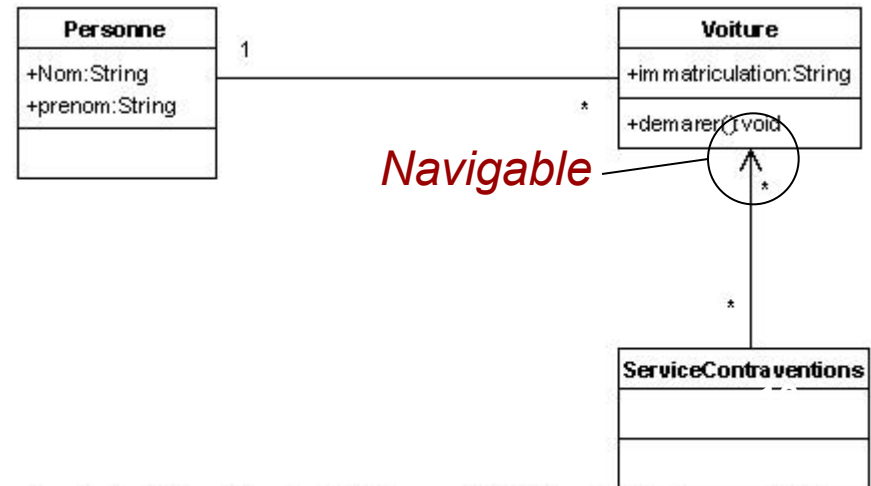 Personne
+Nom:String
+prenom:String
1
*
Voiture
+immatriculation:String
+demarer():void
Navigable
*
*
ServiceContraventions